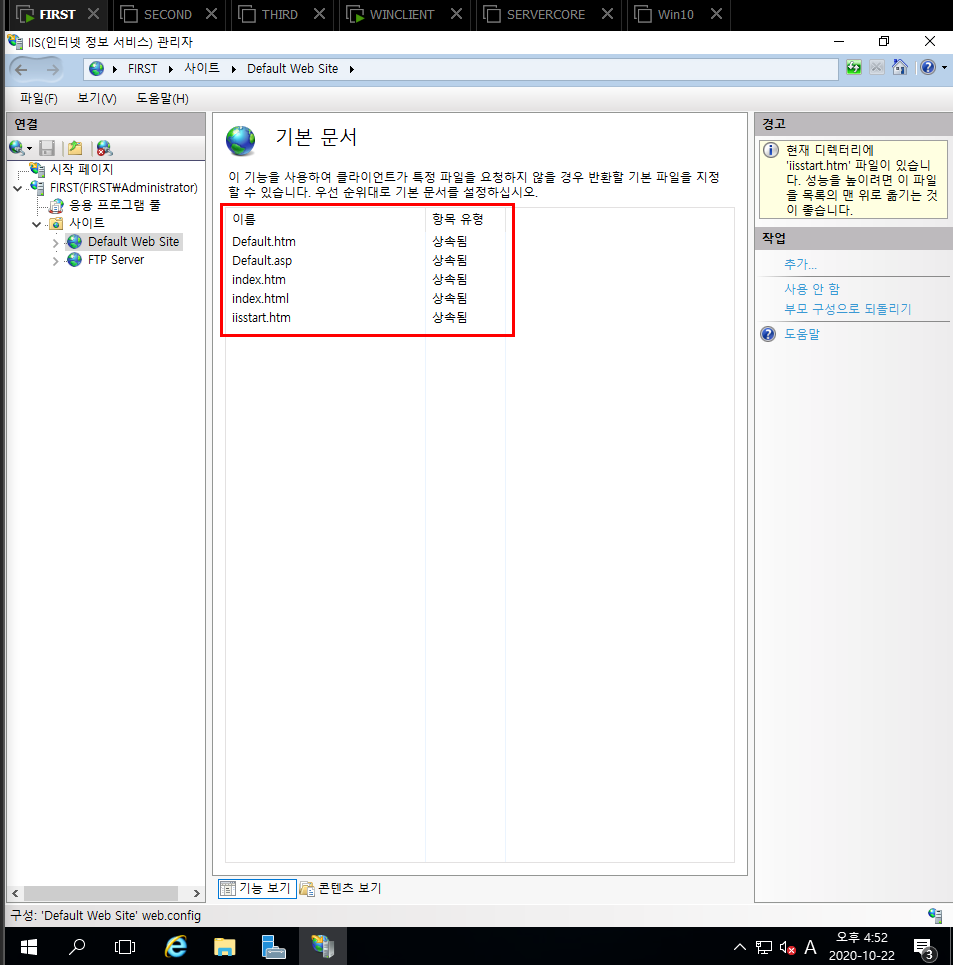 FIRST SECOND THIRD WINCLIENT SERVERCORE Win10
IIS(인터넷 정보 서비스) 관리자
FIRST 사이트 Default Web Site
파일(F) 보기(V) 도움말(H)
연결
시작 페이지
FIRST(FIRST₩Administrator)
응용 프로그램 풀
사이트
Default Web Site
FTP Server
기본 문서
이 기능을 사용하여 클라이언트가 특정 파일을 요청하지 않을 경우 반환할 기본 파일을 지정
할 수 있습니다. 우선 순위대로 기본 문서를 설정하십시오.
이름 항목 유형
Default.htm 상속됨
Default.asp 상속됨
index.htm 상속됨
index.html 상속됨
iisstart.htm 상속됨
기능 보기 콘텐츠 보기
경고
현재 디렉터리에
'iisstart.htm' 파일이 있습니
다. 성능을 높이려면 이 파일
을 목록의 맨 위로 옮기는 것
이 좋습니다.
작업
추가...
사용 안 함
부모 구성으로 되돌리기
도움말
구성: 'Default Web Site' web.config
A 오후 4:52
2020-10-22
3